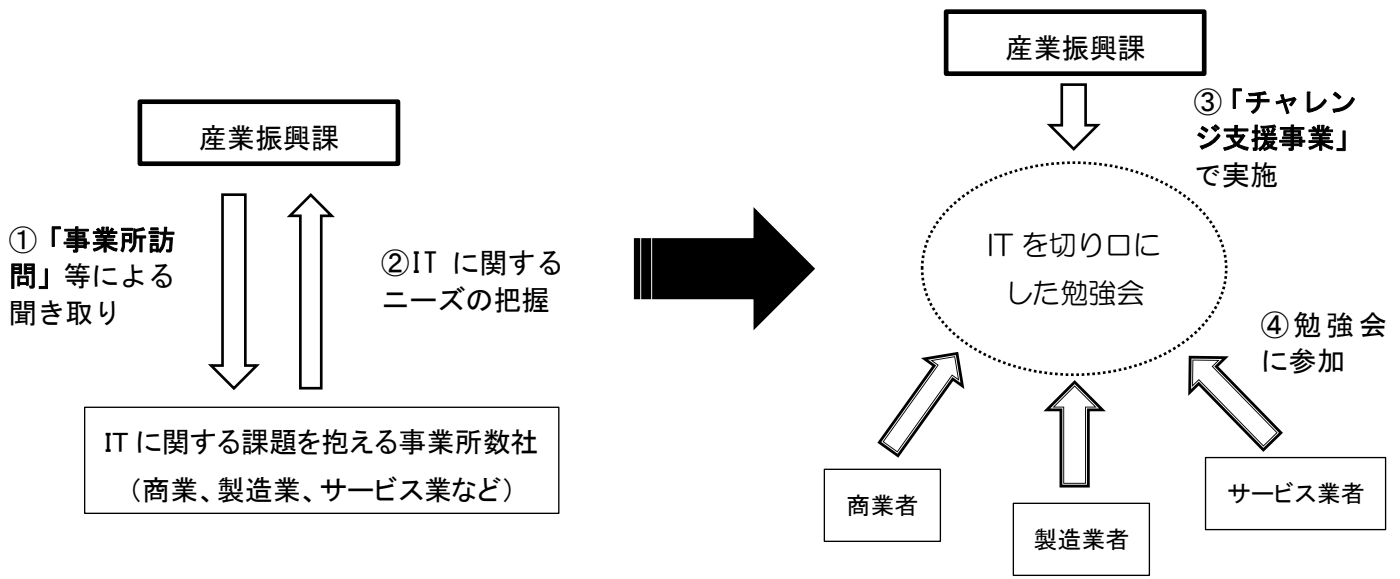 産業振興課
①「事業所訪
問」等による
聞き取り
②IT に関する
ニーズの把握
IT に関する課題を抱える事業所数社
（商業、製造業、サービス業など）
産業振興課
③「チャレン
ジ支援事業」
で実施
IT を切り口に
した勉強会
④勉強会
に参加
商業者
製造業者
サービス業者